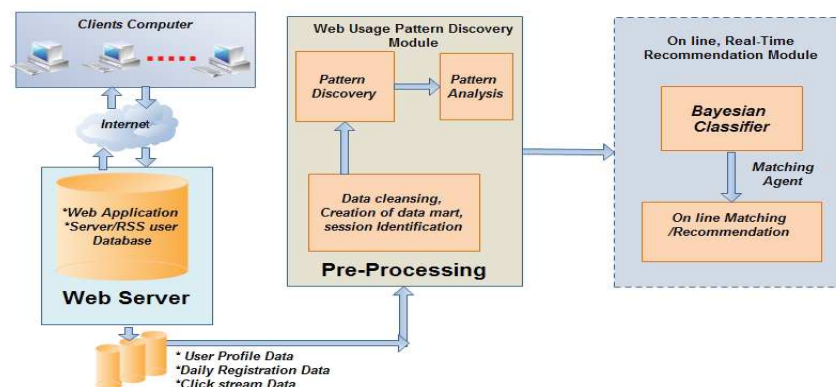 Clients Computer
Internet
*Web Application
*Server/RSS user
Database
Web Server
* User Profile Data
*Daily Registration Data
*Click stream Data
Web Usage Pattern Discovery
Module
Pattern
Discovery
Pattern
Analysis
Data cleansing,
Creation of data mart,
session Identification
Pre-Processing
On line, Real-Time
Recommendation Module
Bayesian
Classifier
Matching
Agent
On line Matching
/Recommendation